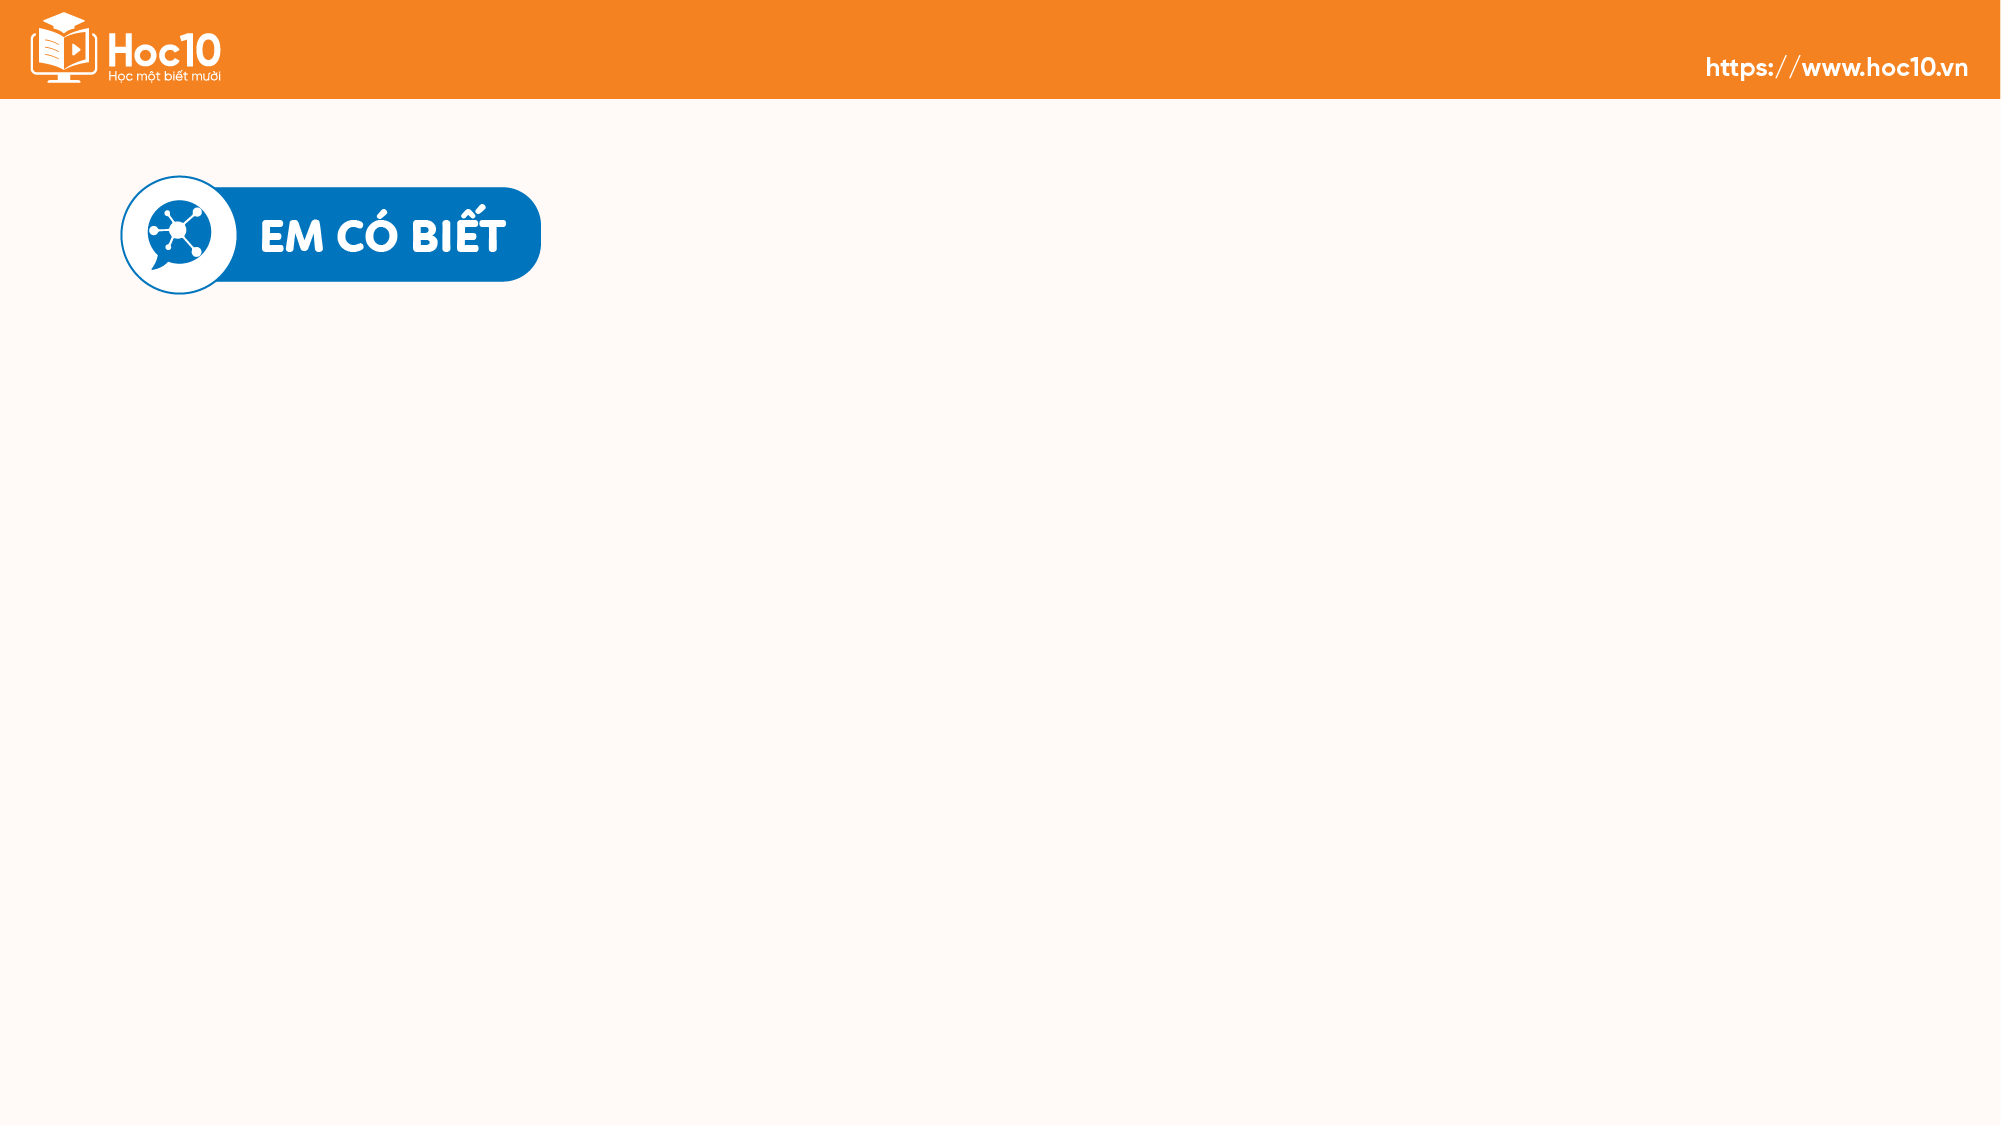 Hoc10
Học một biết mười
https://www.hoc10.vn
EM CÓ BIẾT